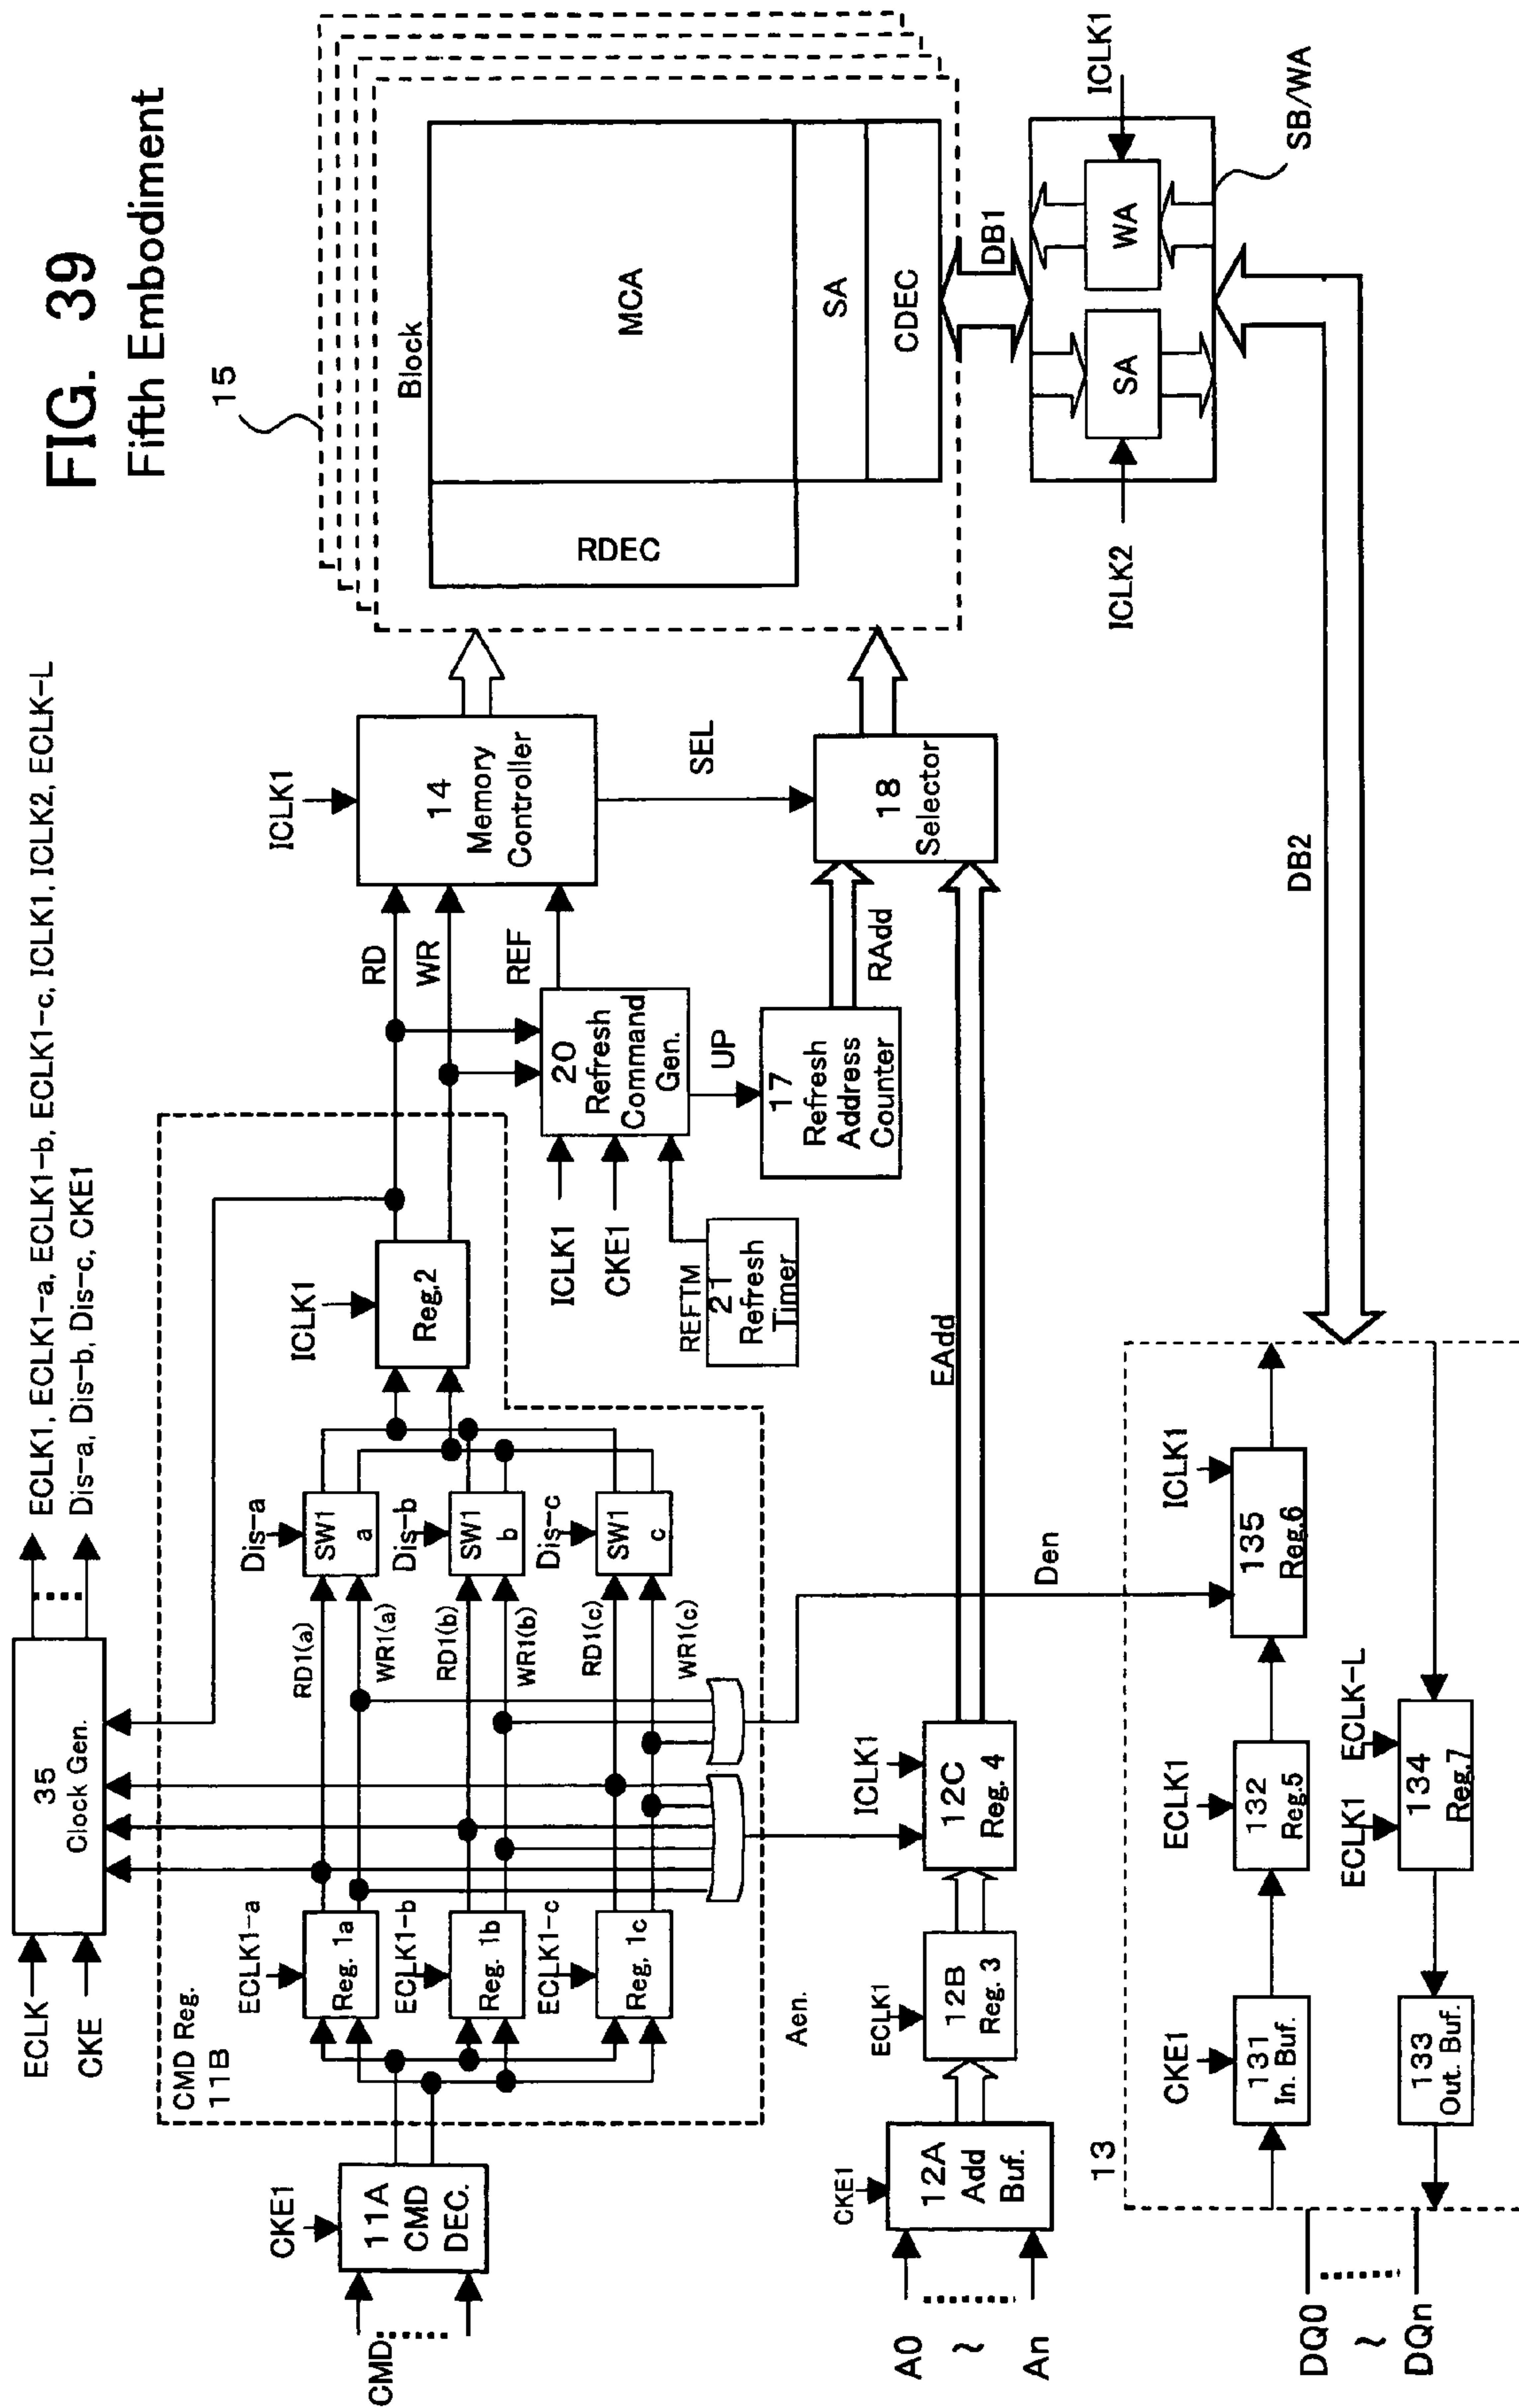 FIG. 39
Fifth Embodiment
ECLK
CKE
35
Clock Gen.
ECLK1, ECLK1-a, ECLK1-b, ECLK1-c, ICLK1, ICLK2, ECLK-L
Dis-a, Dis-b, Dis-c, CKE1
CMD Reg.
11B
CMD
CKE1
11A
CMD
DEC.
ECLK1-a
Reg. 1a
ECLK1-b
Reg. 1b
ECLK1-c
Reg. 1c
RD1(a)
WR1(a)
RD1(b)
WR1(b)
RD1(c)
WR1(c)
Dis-a
SW1
a
Dis-b
SW1
b
Dis-c
SW1
c
ICLK1
Reg.2
RD
WR
REF
ICLK1
CKE1
20
Refresh
Command
Gen.
REFTM
21
Refresh
Timer
UP
17
Refresh
Address
Counter
RAdd
ICLK1
14
Memory
Controller
SEL
18
Selector
15
Block
MCA
RDEC
SA
CDEC
DB1
ICLK2
SA
WA
ICLK1
SB/WA
DB2
Aen.
Den
A0
~
An
CKE1
12A
Add
Buf.
ECLK1
12B
Reg. 3
ICLK1
12C
Reg. 4
EAdd
13
DQ0
~
DQn
CKE1
131
In. Buf.
ECLK1
132
Reg.5
ICLK1
135
Reg.6
133
Out. Buf.
ECLK1
ECLK-L
134
Reg.7